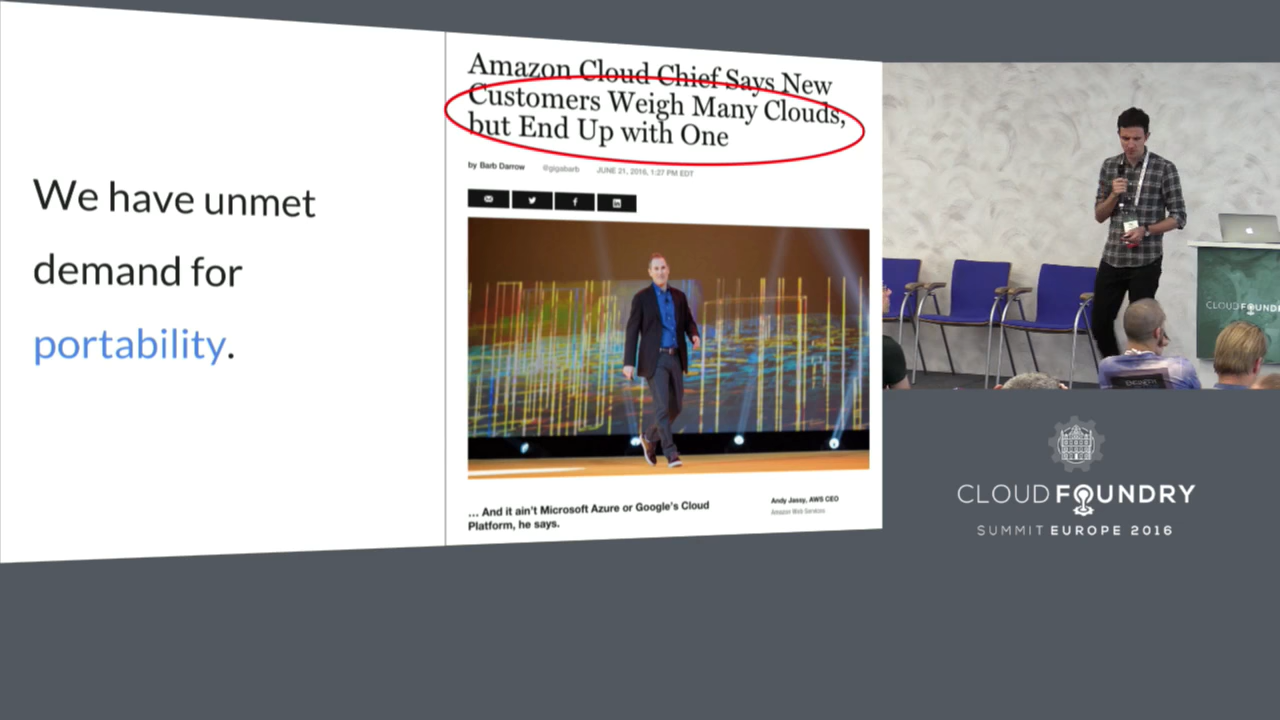 We have unmet
demand for
portability.
Amazon Cloud Chief Says New
Customers Weigh Many Clouds,
but End Up with One
by Barb Darrow @gigabarb JUNE 21, 2016, 1:27 PM EDT
... And it ain't Microsoft Azure or Google's Cloud
Platform, he says.
Andy Jassy, AWS CEO
Amazon Web Services
CLOUD FOUNDRY
SUMMIT EUROPE 2016